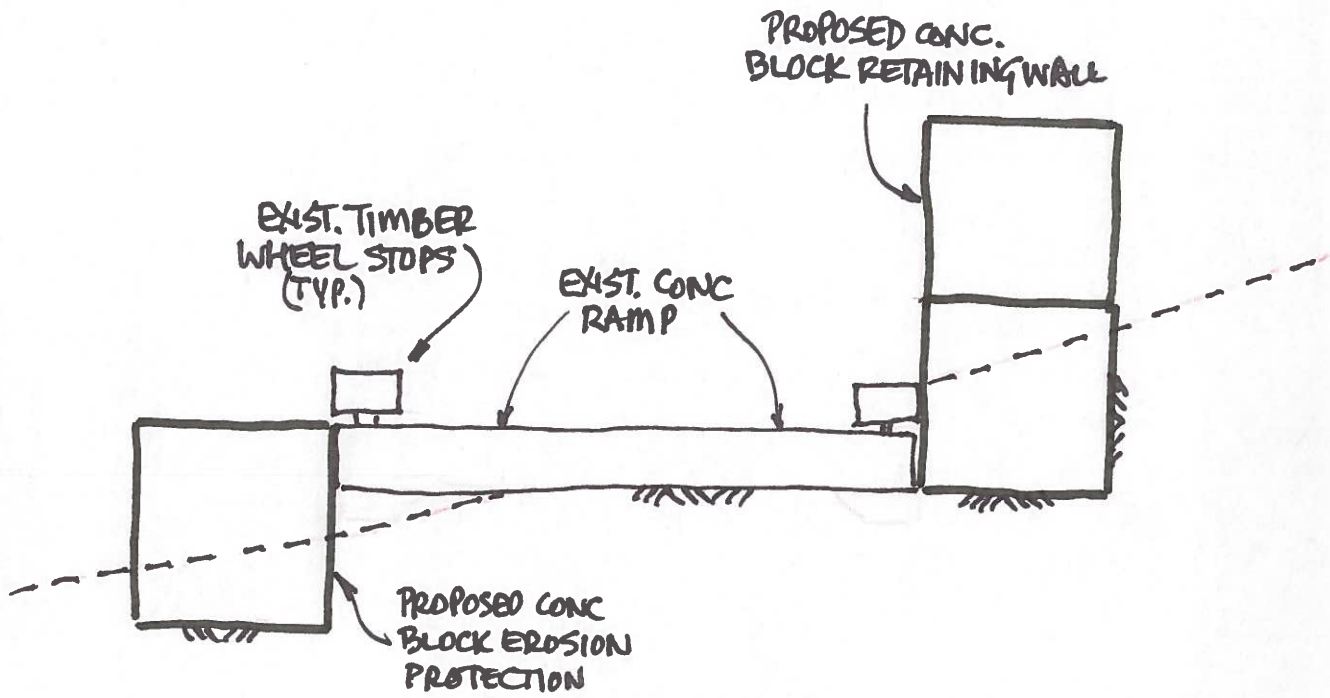 PROPOSED CONC.
BLOCK RETAINING WALL
EXIST. TIMBER
WHEEL STOPS
(TYP.)
EXIST. CONC
RAMP
PROPOSED CONC
BLOCK EROSION
PROTECTION